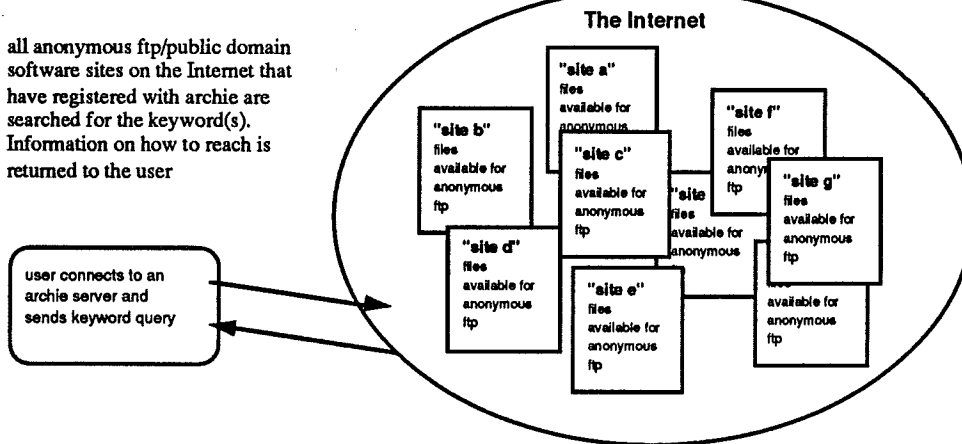 The Internet
all anonymous ftp/public domain
software sites on the Internet that
have registered with archie are
searched for the keyword(s).
Information on how to reach is
returned to the user
"site a"
files
available for
anonymous
"site b"
files
available for
anonymous
ftp
"site c"
files
available for
anonymous
ftp
"site f"
files
available for
ftp
"site g"
files
available for
anonymous
ftp
"site
files
available for
anonymous
"site d"
files
available for
anonymous
ftp
"site e"
files
available for
anonymous
ftp
available for
anonymous
ftp
user connects to an
archie server and
sends keyword query